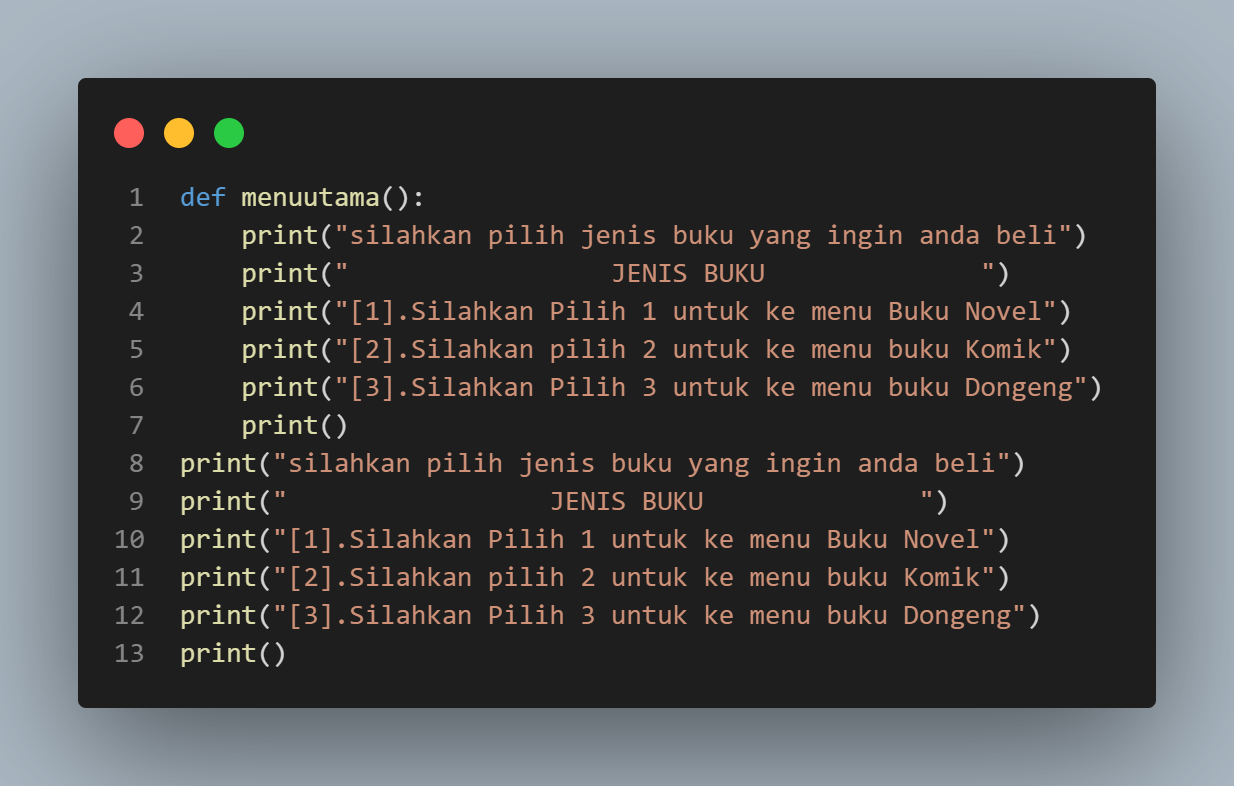 1 def menuutama():
2     print("silahkan pilih jenis buku yang ingin anda beli")
3     print("                 JENIS BUKU              ")
4     print("[1].Silahkan Pilih 1 untuk ke menu Buku Novel")
5     print("[2].Silahkan pilih 2 untuk ke menu buku Komik")
6     print("[3].Silahkan Pilih 3 untuk ke menu buku Dongeng")
7     print()
8 print("silahkan pilih jenis buku yang ingin anda beli")
9 print("                 JENIS BUKU              ")
10 print("[1].Silahkan Pilih 1 untuk ke menu Buku Novel")
11 print("[2].Silahkan pilih 2 untuk ke menu buku Komik")
12 print("[3].Silahkan Pilih 3 untuk ke menu buku Dongeng")
13 print()